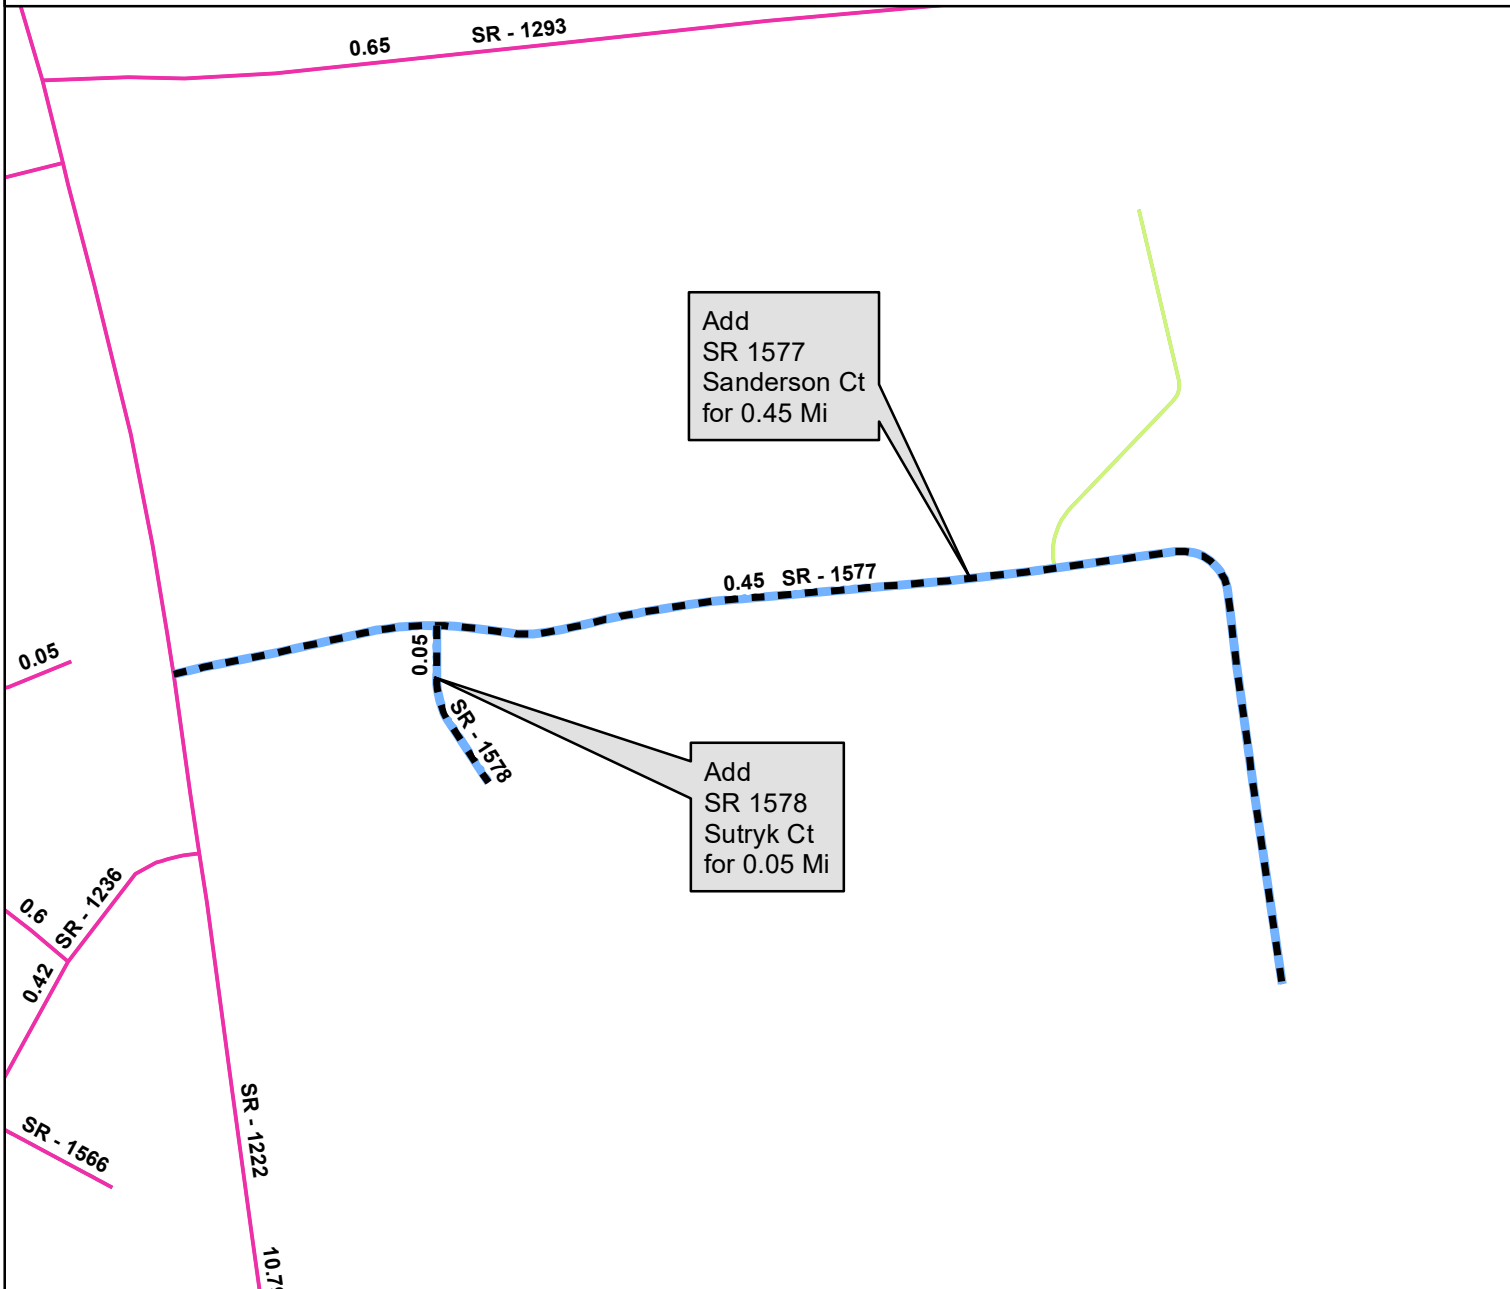 0.65 SR - 1293
Add
SR 1577
Sanderson Ct
for 0.45 Mi
0.45 SR - 1577
0.05
0.05
SR - 1578
Add
SR 1578
Sutryk Ct
for 0.05 Mi
SR - 1236
0.6
0.42
SR - 1222
SR - 1566